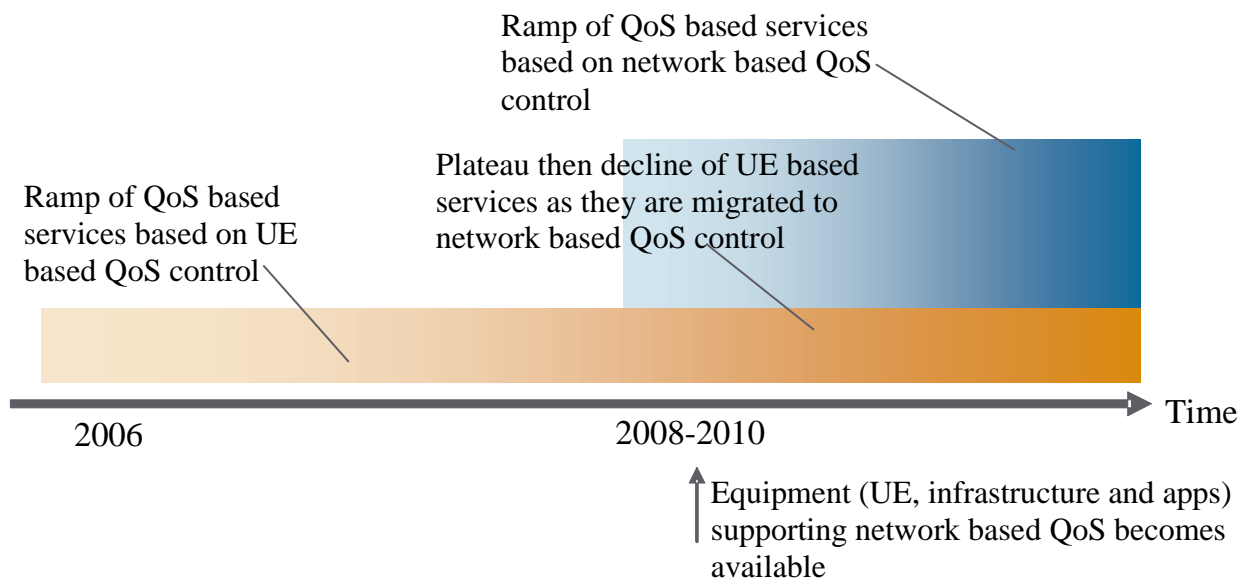 Ramp of QoS based services
based on network based QoS
control
Plateau then decline of UE based
services as they are migrated to
network based QoS control
Ramp of QoS based
services based on UE
based QoS control
Time
2006
2008-2010
Equipment (UE, infrastructure and apps)
supporting network based QoS becomes
available